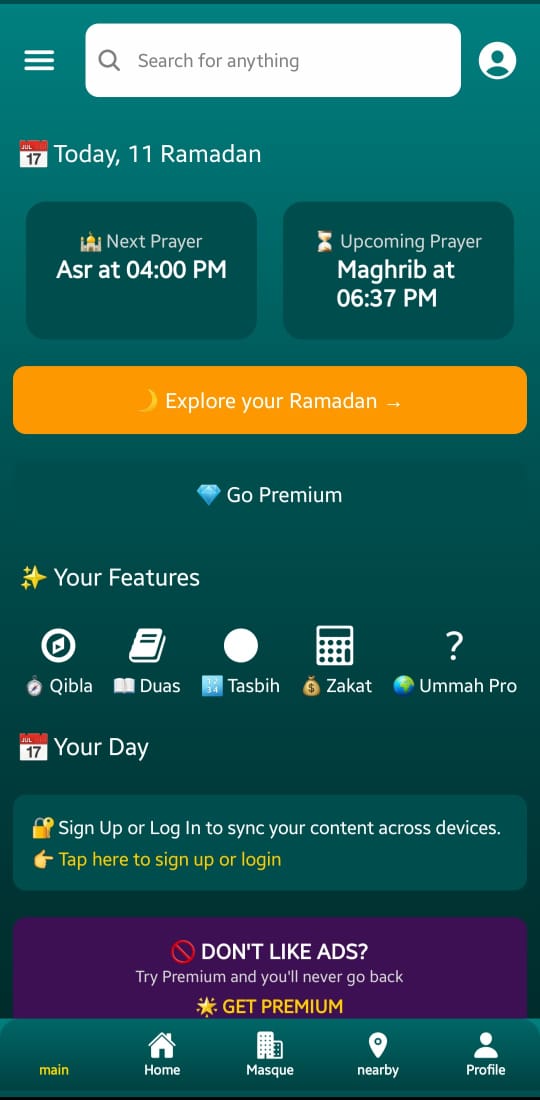 Search for anything
Today, 11 Ramadan
Next Prayer
Asr at 04:00 PM
Upcoming Prayer
Maghrib at
06:37 PM
Explore your Ramadan →
Go Premium
Your Features
Qibla
Duas
Tasbih
Zakat
Ummah Pro
Your Day
Sign Up or Log In to sync your content across devices.
Tap here to sign up or login
DON'T LIKE ADS?
Try Premium and you'll never go back
GET PREMIUM
main
Home
Masque
nearby
Profile